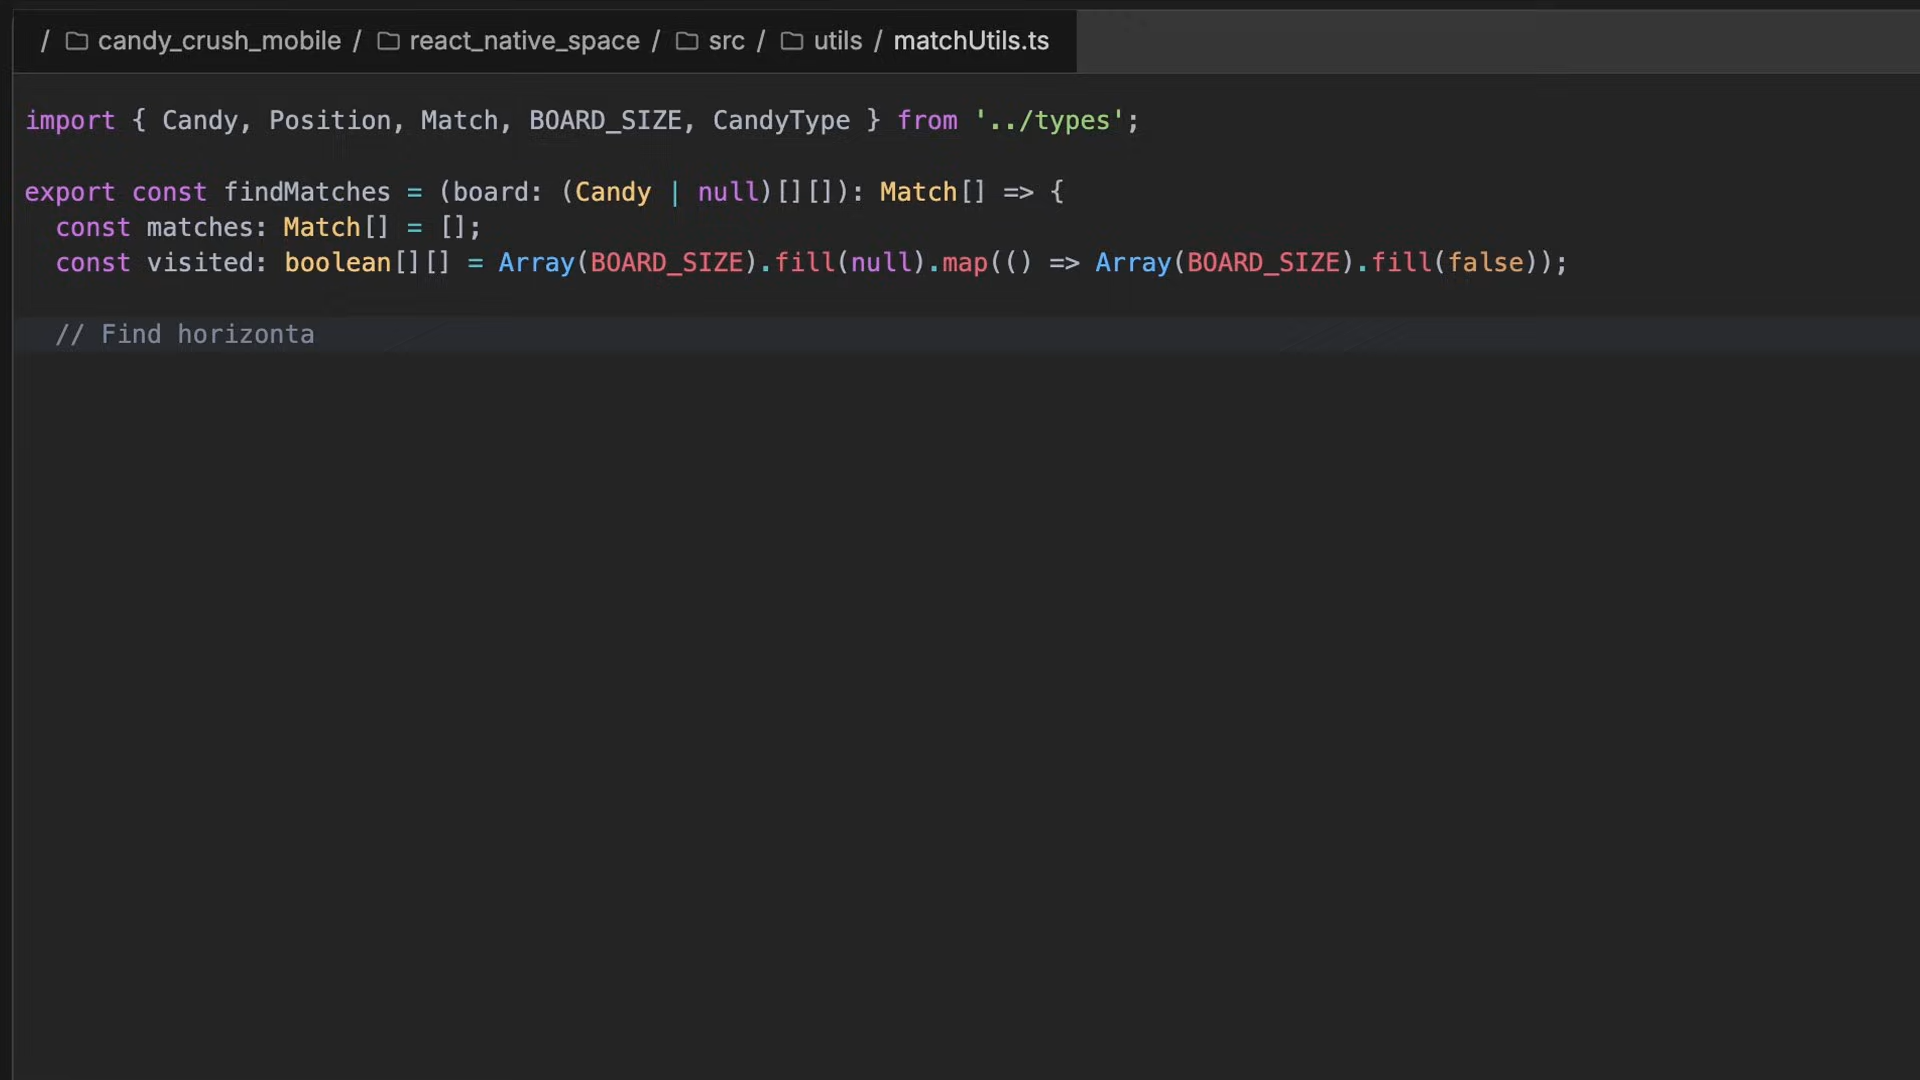 / candy_crush_mobile / react_native_space / src / utils / matchUtils.ts
import { Candy, Position, Match, BOARD_SIZE, CandyType } from '../types';
export const findMatches = (board: (Candy | null)[][]): Match[] => {
  const matches: Match[] = [];
  const visited: boolean[][] = Array(BOARD_SIZE).fill(null).map(() => Array(BOARD_SIZE).fill(false));
  // Find horizonta